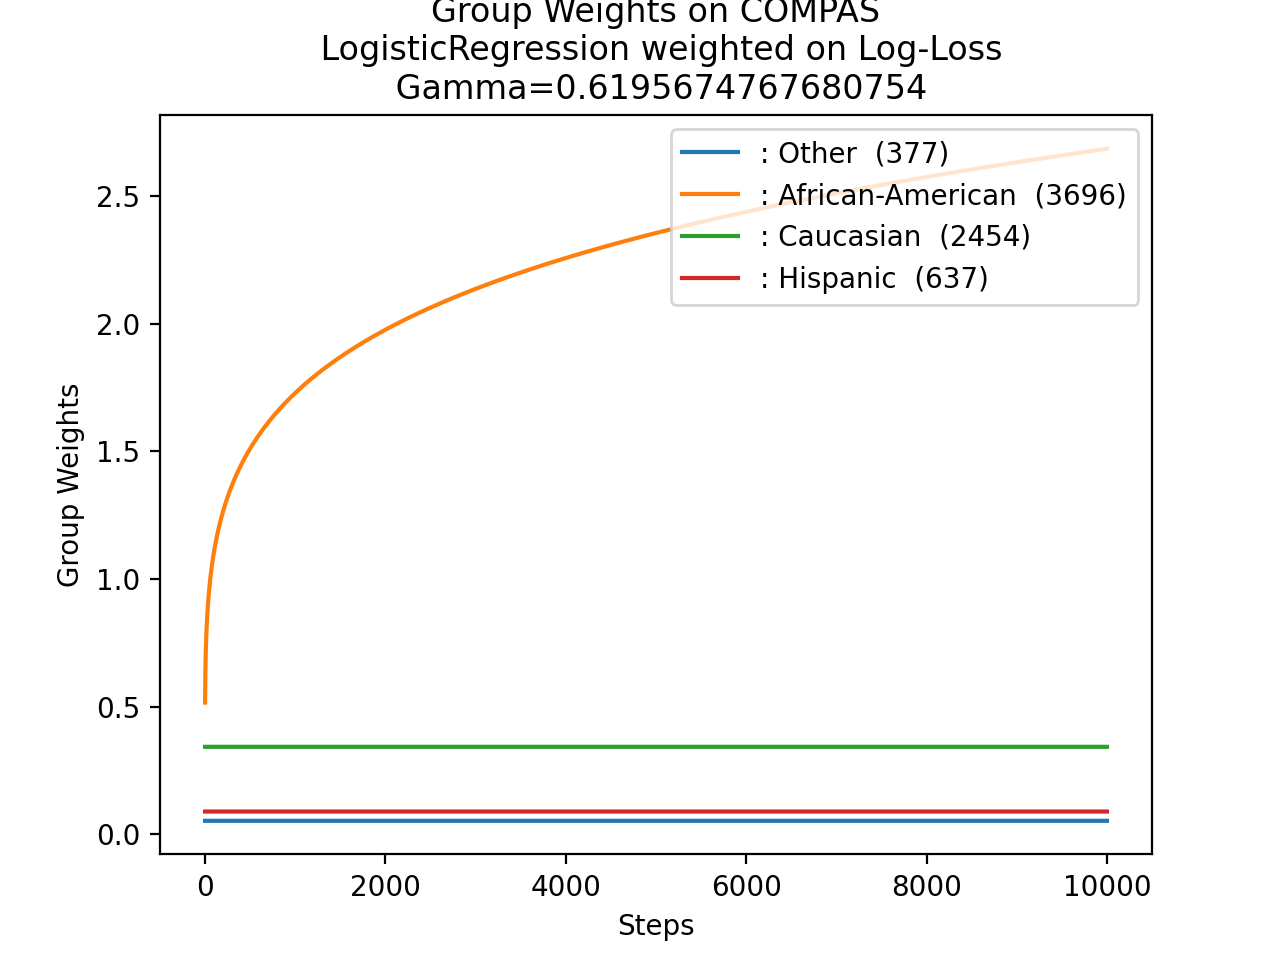 Group Weights on COMPAS
LogisticRegression weighted on Log-Loss
Gamma=0.6195674767680754
: Other (377)
: African-American (3696)
: Caucasian (2454)
: Hispanic (637)
Group Weights
2.5
2.0
1.5
1.0
0.5
0.0
0 2000 4000 6000 8000 10000
Steps